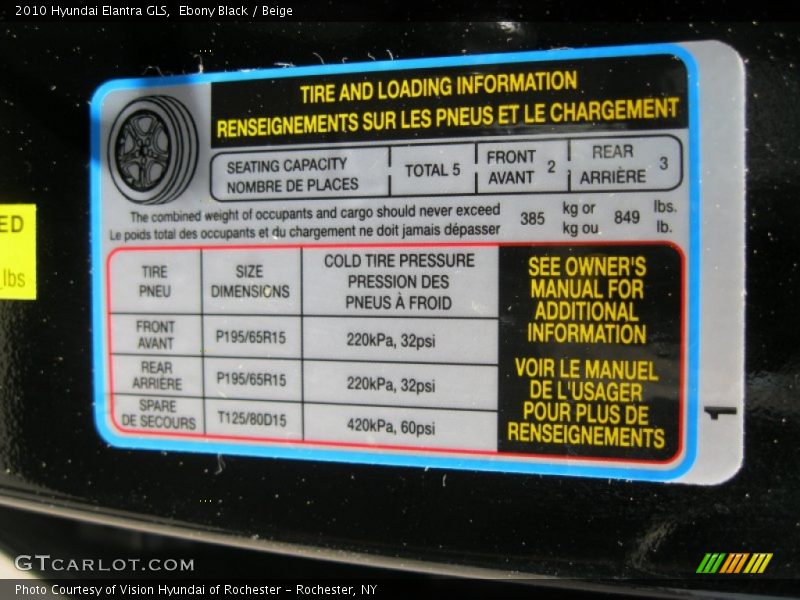 2010 Hyundai Elantra GLS, Ebony Black / Beige
TIRE AND LOADING INFORMATION
RENSEIGNEMENTS SUR LES PNEUS ET LE CHARGEMENT
SEATING CAPACITY
NOMBRE DE PLACES
TOTAL 5
FRONT
AVANT
2
REAR
ARRIÈRE
3
The combined weight of occupants and cargo should never exceed
Le poids total des occupants et du chargement ne doit jamais dépasser
385
kg or
kg ou
849
lbs.
lb.
ED
lbs
TIRE
PNEU
SIZE
DIMENSIONS
COLD TIRE PRESSURE
PRESSION DES
PNEUS À FROID
FRONT
AVANT
P195/65R15
220kPa, 32psi
REAR
ARRIÈRE
P195/65R15
220kPa, 32psi
SPARE
DE SECOURS
T125/80D15
420kPa, 60psi
SEE OWNER'S
MANUAL FOR
ADDITIONAL
INFORMATION
VOIR LE MANUEL
DE L'USAGER
POUR PLUS DE
RENSEIGNEMENTS
1
GTCARLOT.COM
Photo Courtesy of Vision Hyundai of Rochester - Rochester, NY